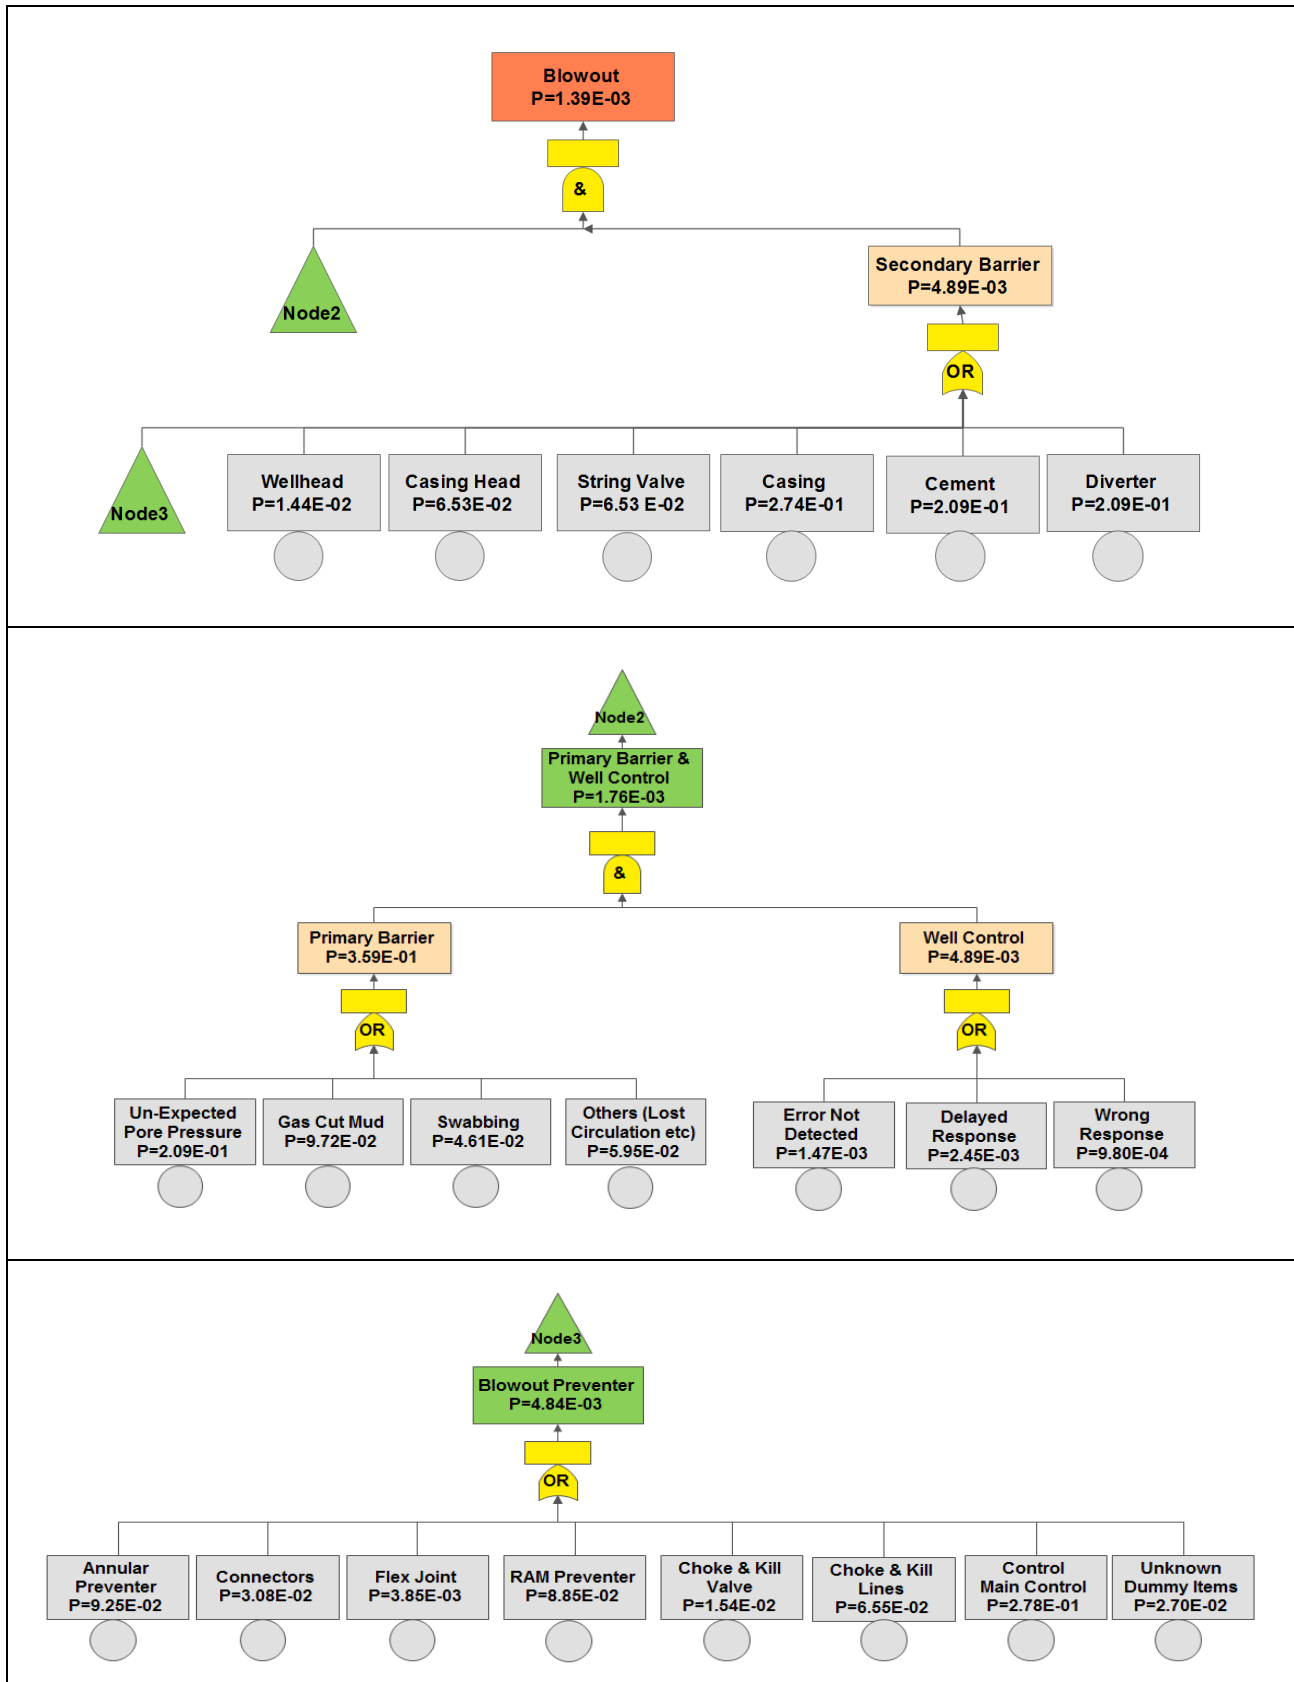 Blowout
P=1.39E-03
&
Node2
Secondary Barrier
P=4.89E-03
OR
Node3
Wellhead
P=1.44E-02
Casing Head
P=6.53E-02
String Valve
P=6.53 E-02
Casing
P=2.74E-01
Cement
P=2.09E-01
Diverter
P=2.09E-01
Node2
Primary Barrier &
Well Control
P=1.76E-03
&
Primary Barrier
P=3.59E-01
Well Control
P=4.89E-03
OR
OR
Un-Expected
Pore Pressure
P=2.09E-01
Gas Cut Mud
P=9.72E-02
Swabbing
P=4.61E-02
Others (Lost
Circulation etc)
P=5.95E-02
Error Not
Detected
P=1.47E-03
Delayed
Response
P=2.45E-03
Wrong
Response
P=9.80E-04
Node3
Blowout Preventer
P=4.84E-03
OR
Annular
Preventer
P=9.25E-02
Connectors
P=3.08E-02
Flex Joint
P=3.85E-03
RAM Preventer
P=8.85E-02
Choke & Kill
Valve
P=1.54E-02
Choke & Kill
Lines
P=6.55E-02
Control
Main Control
P=2.78E-01
Unknown
Dummy Items
P=2.70E-02